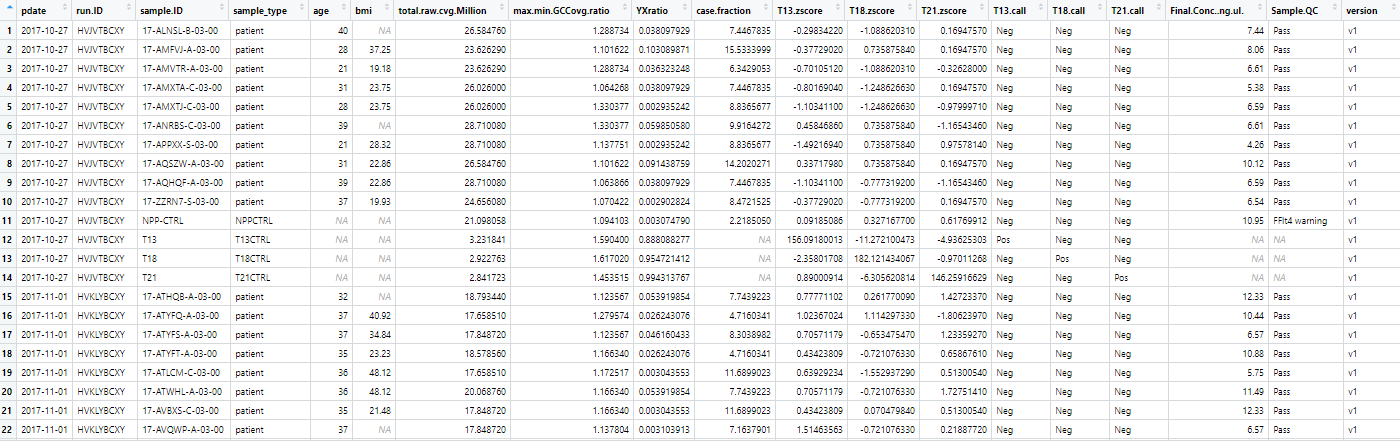 pdate run.ID sample.ID sample_type age bmi total.raw.cvg.Million max.min.GCCovg.ratio YXratio case.fraction T13.zscore T18.zscore T21.zscore T13.call T18.call T21.call Final.Conc..ng.ul. Sample.QC version
1 2017-10-27 HVJVTBCXY 17-ALNSL-B-03-00 patient 40 NA 26.584760 1.288734 0.038097929 7.4467835 -0.29834220 -1.088620310 0.16947570 Neg Neg Neg 7.44 Pass v1
2 2017-10-27 HVJVTBCXY 17-AMFVJ-A-03-00 patient 28 37.25 23.626290 1.101622 0.103089871 15.5333999 -0.37729020 0.735875840 0.16947570 Neg Neg Neg 8.06 Pass v1
3 2017-10-27 HVJVTBCXY 17-AMVTR-A-03-00 patient 21 19.18 23.626290 1.288734 0.036323248 6.3429053 -0.70105120 -1.088620310 -0.32628000 Neg Neg Neg 6.61 Pass v1
4 2017-10-27 HVJVTBCXY 17-AMXTA-C-03-00 patient 31 23.75 26.026000 1.064268 0.038097929 7.4467835 -0.80169040 -1.248626630 0.16947570 Neg Neg Neg 5.38 Pass v1
5 2017-10-27 HVJVTBCXY 17-AMXTJ-C-03-00 patient 28 23.75 26.026000 1.330377 0.002935242 8.8365677 -1.10341100 -1.248626630 -0.97999710 Neg Neg Neg 6.59 Pass v1
6 2017-10-27 HVJVTBCXY 17-ANRBS-C-03-00 patient 39 NA 28.710080 1.330377 0.059850580 9.9164272 0.45846860 0.735875840 -1.16543460 Neg Neg Neg 6.61 Pass v1
7 2017-10-27 HVJVTBCXY 17-APPXX-S-03-00 patient 21 28.32 28.710080 1.137751 0.002935242 8.8365677 -1.49216940 0.735875840 0.97578140 Neg Neg Neg 4.26 Pass v1
8 2017-10-27 HVJVTBCXY 17-AQSZW-A-03-00 patient 31 22.86 26.584760 1.101622 0.091438759 14.2020271 0.33717980 0.735875840 0.16947570 Neg Neg Neg 10.12 Pass v1
9 2017-10-27 HVJVTBCXY 17-AQHQF-A-03-00 patient 39 22.86 28.710080 1.063866 0.038097929 7.4467835 -1.10341100 -0.777319200 -1.16543460 Neg Neg Neg 6.59 Pass v1
10 2017-10-27 HVJVTBCXY 17-ZZRN7-S-03-00 patient 37 19.93 24.656080 1.070422 0.002902824 8.4721525 -0.37729020 -0.777319200 0.16947570 Neg Neg Neg 6.54 Pass v1
11 2017-10-27 HVJVTBCXY NPP-CTRL NPPCTRL NA NA 21.098058 1.094103 0.003074790 2.2185050 0.09185086 0.327167700 0.61769912 Neg Neg Neg 10.95 FFlt4 warning v1
12 2017-10-27 HVJVTBCXY T13 T13CTRL NA NA 3.231841 1.590400 0.888088277 NA 156.09180013 -11.272100473 -4.93625303 Pos Neg Neg NA NA v1
13 2017-10-27 HVJVTBCXY T18 T18CTRL NA NA 2.922763 1.617020 0.954721412 NA -2.35801708 182.121434067 -0.97011268 Neg Pos Neg NA NA v1
14 2017-10-27 HVJVTBCXY T21 T21CTRL NA NA 2.841723 1.453515 0.994313767 NA 0.89000914 -6.305620814 146.25916629 Neg Neg Pos NA NA v1
15 2017-11-01 HVKLYBCXY 17-ATHQB-A-03-00 patient 32 NA 18.793440 1.123567 0.053919854 7.7439223 0.77771102 0.261770090 1.42723370 Neg Neg Neg 12.33 Pass v1
16 2017-11-01 HVKLYBCXY 17-ATYFQ-A-03-00 patient 37 40.92 17.658510 1.279574 0.026243076 4.7160341 1.02367024 1.114297330 -1.80623970 Neg Neg Neg 10.44 Pass v1
17 2017-11-01 HVKLYBCXY 17-ATYFS-A-03-00 patient 37 34.84 17.848720 1.123567 0.046160433 8.3038982 0.70571179 -0.653475470 1.23359270 Neg Neg Neg 6.57 Pass v1
18 2017-11-01 HVKLYBCXY 17-ATYFT-A-03-00 patient 35 23.23 18.578560 1.166340 0.026243076 4.7160341 0.43423809 -0.721076330 0.65867610 Neg Neg Neg 10.88 Pass v1
19 2017-11-01 HVKLYBCXY 17-ATLCM-C-03-00 patient 36 48.12 17.658510 1.172517 0.003043553 11.6899023 0.63929234 -1.552937290 0.51300540 Neg Neg Neg 5.75 Pass v1
20 2017-11-01 HVKLYBCXY 17-ATWHL-A-03-00 patient 36 48.12 20.068760 1.166340 0.053919854 7.7439223 0.70571179 -0.721076330 1.72751410 Neg Neg Neg 11.49 Pass v1
21 2017-11-01 HVKLYBCXY 17-AVBXS-C-03-00 patient 35 21.48 17.848720 1.166340 0.003043553 11.6899023 0.43423809 0.070479840 0.51300540 Neg Neg Neg 12.33 Pass v1
22 2017-11-01 HVKLYBCXY 17-AVQWP-A-03-00 patient 37 NA 17.848720 1.137804 0.003103913 7.1637901 1.51463563 -0.721076330 0.21887720 Neg Neg Neg 6.57 Pass v1